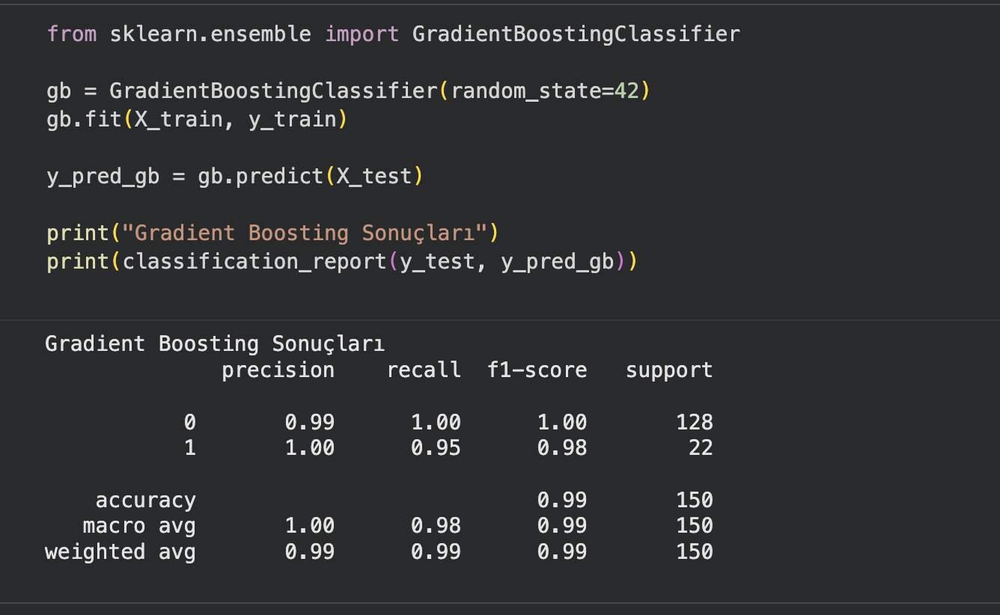 from sklearn.ensemble import GradientBoostingClassifier
gb = GradientBoostingClassifier(random_state=42)
gb.fit(X_train, y_train)
y_pred_gb = gb.predict(X_test)
print("Gradient Boosting Sonuçları")
print(classification_report(y_test, y_pred_gb))
Gradient Boosting Sonuçları
precision recall f1-score support
0 0.99 1.00 1.00 128
1 1.00 0.95 0.98 22
accuracy 0.99 150
macro avg 1.00 0.98 0.99 150
weighted avg 0.99 0.99 0.99 150